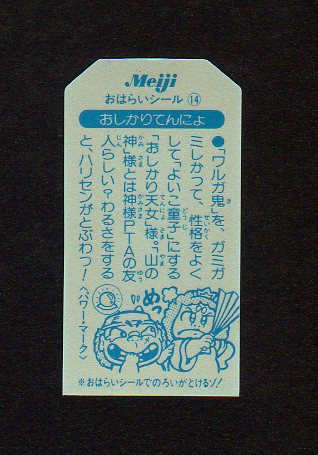 Meiji
おはらいシール⑭
おしかりてんにょ
●「ワルガ鬼」を、ガミガ
ミしかって、性格をよく
して「よいこ童子」にする
「おしかり天女」様。「山の
神」様とは神様PTAの友
人らしい?わるさをする
と、ハリセンがとぶわっ!
〈パワー・マーク〉
めっ
※おはらいシールでのろいがとけるゾ!